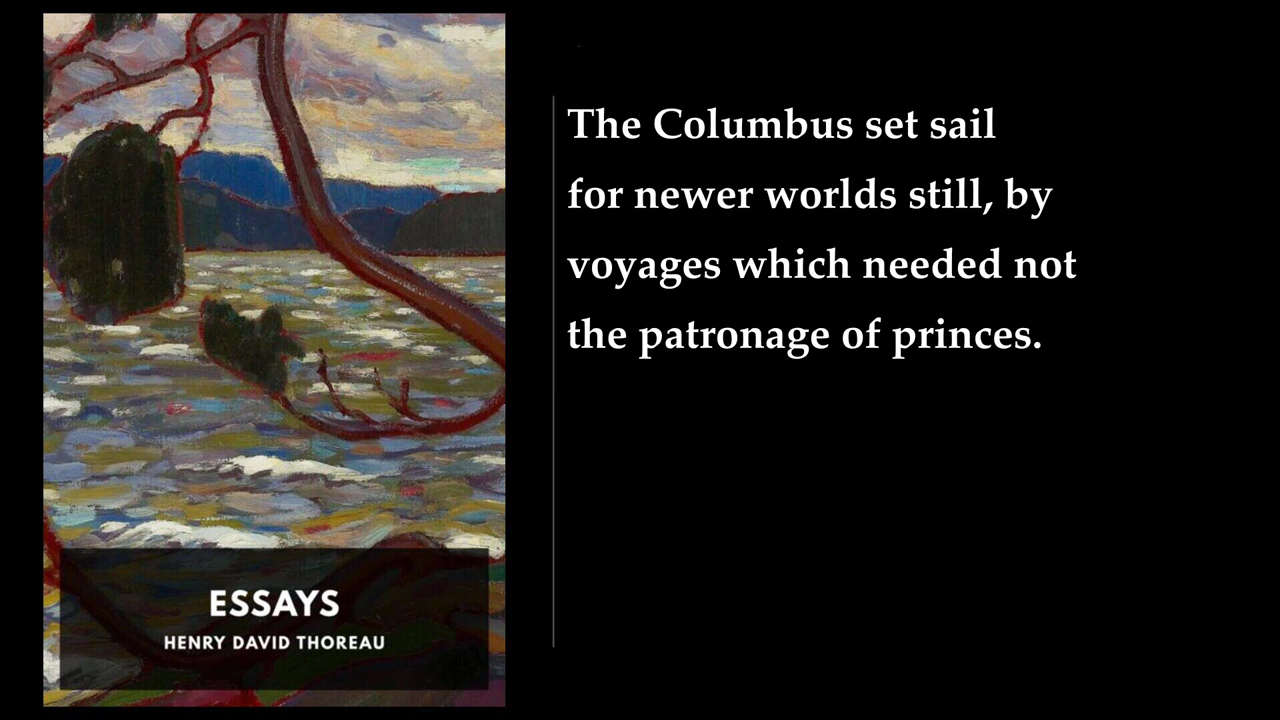 The Columbus set sail
for newer worlds still, by
voyages which needed not
the patronage of princes.
ESSAYS
HENRY DAVID THOREAU